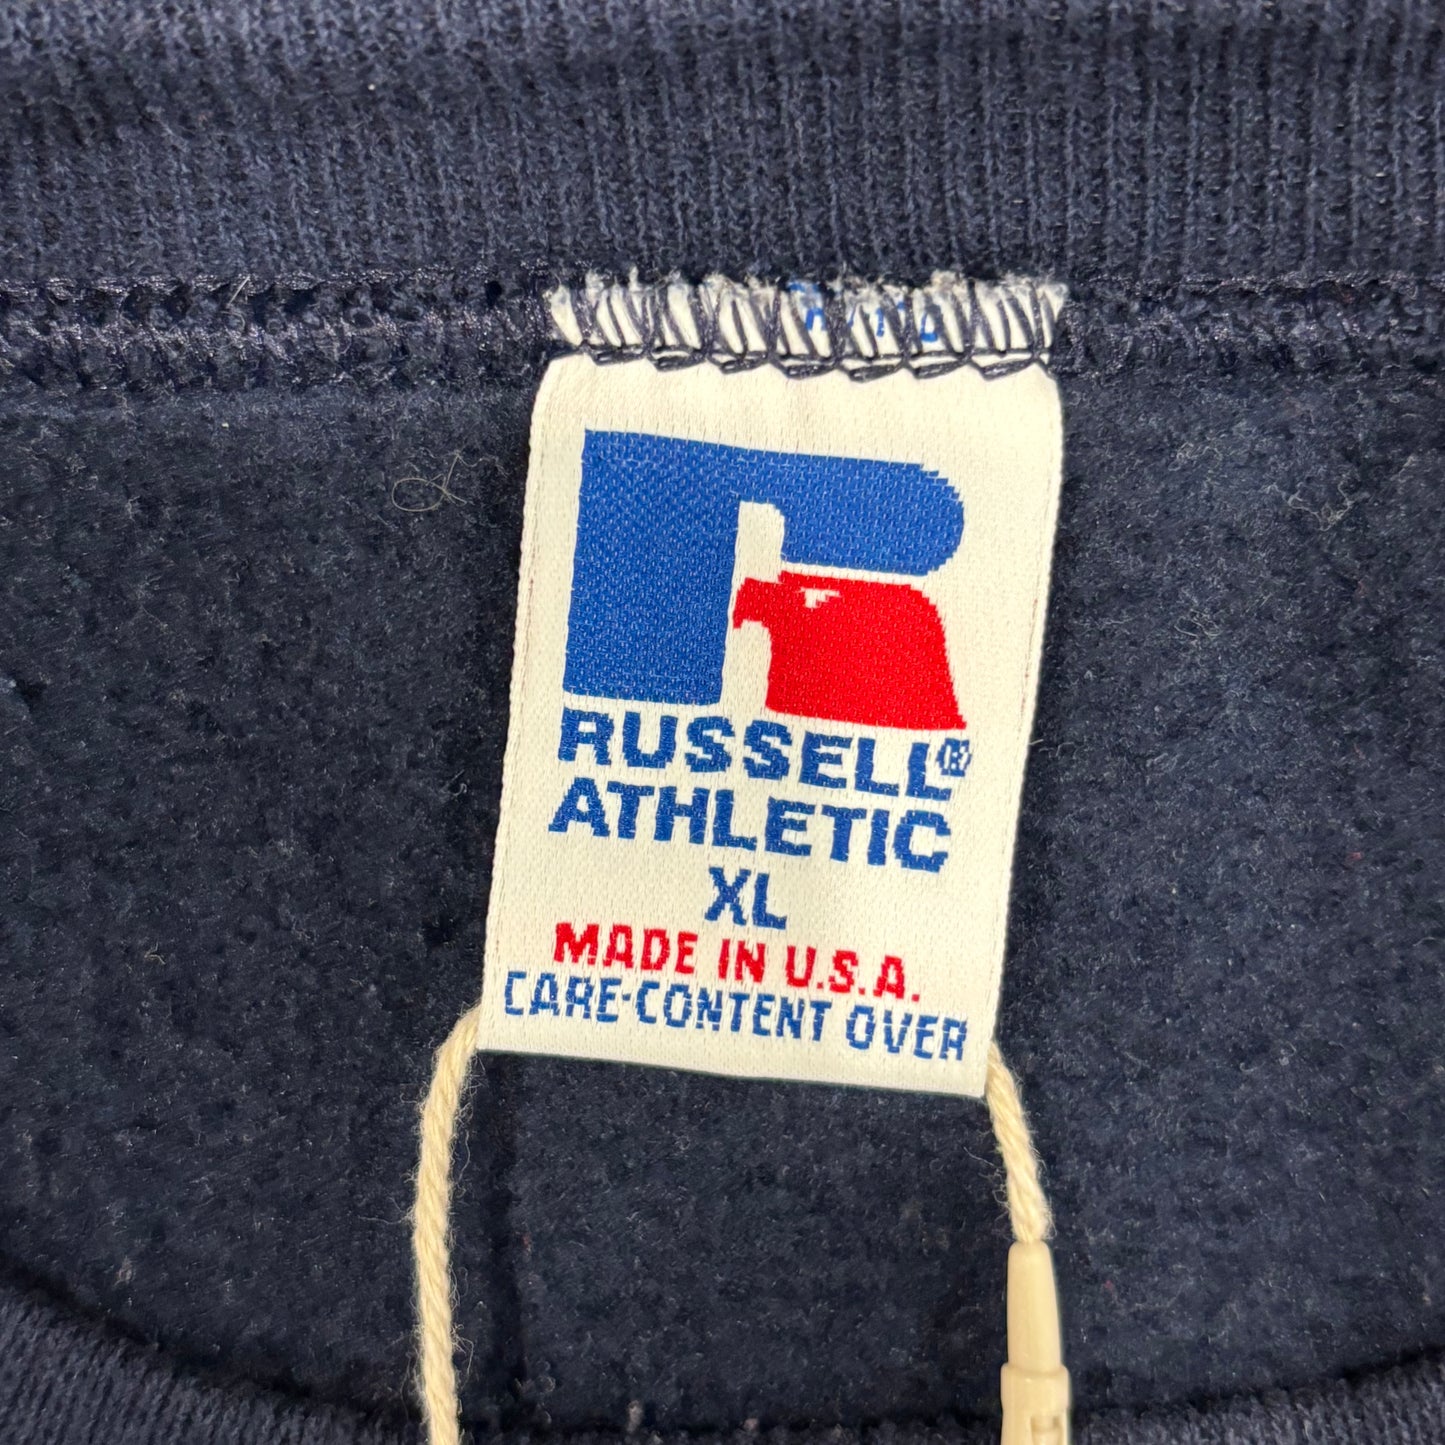 RUSSELL®
ATHLETIC
XL
MADE IN U.S.A.
CARE-CONTENT OVER